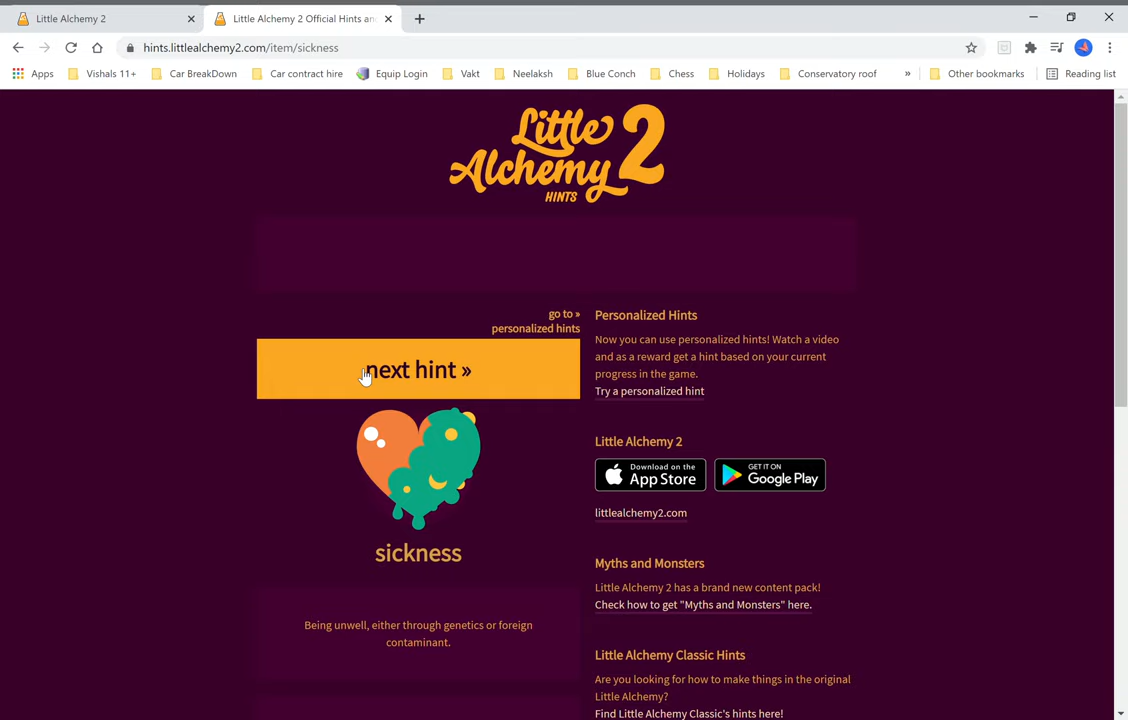 Little Alchemy 2
Little Alchemy 2 Official Hints an
hints.littlealchemy2.com/item/sickness
Apps
Vishals 11+
Car BreakDown
Car contract hire
Equip Login
Vakt
Neelaksh
Blue Conch
Chess
Holidays
Conservatory roof
»
Other bookmarks
Reading list
Little
Alchemy 2
HINTS
go to »
personalized hints
next hint »
sickness
Being unwell, either through genetics or foreign
contaminant.
Personalized Hints
Now you can use personalized hints! Watch a video
and as a reward get a hint based on your current
progress in the game.
Try a personalized hint
Little Alchemy 2
Download on the
App Store
GET IT ON
Google Play
littlealchemy2.com
Myths and Monsters
Little Alchemy 2 has a brand new content pack!
Check how to get "Myths and Monsters" here.
Little Alchemy Classic Hints
Are you looking for how to make things in the original
Little Alchemy?
Find Little Alchemy Classic's hints here!